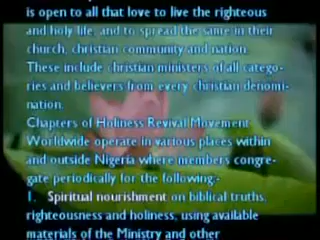 is open to all that love to live the righteous
and holy life, and to spread the same in their
church, christian community and nation.
These include christian ministers of all catego-
ries and believers from every christian denomi-
nation.
Chapters of Holiness Revival Movement
Worldwide operate in various places within
and outside Nigeria where members congre-
gate periodically for the following:-
1. Spiritual nourishment on biblical truths,
righteousness and holiness, using available
materials of the Ministry and other